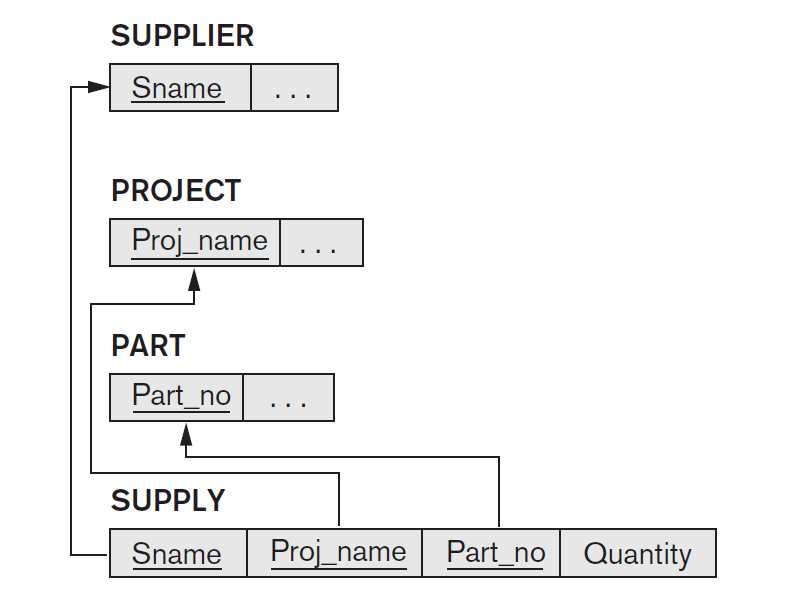 SUPPLIER
Sname ...
PROJECT
Proj_name ...
PART
Part_no ...
SUPPLY
Sname Proj_name Part_no Quantity